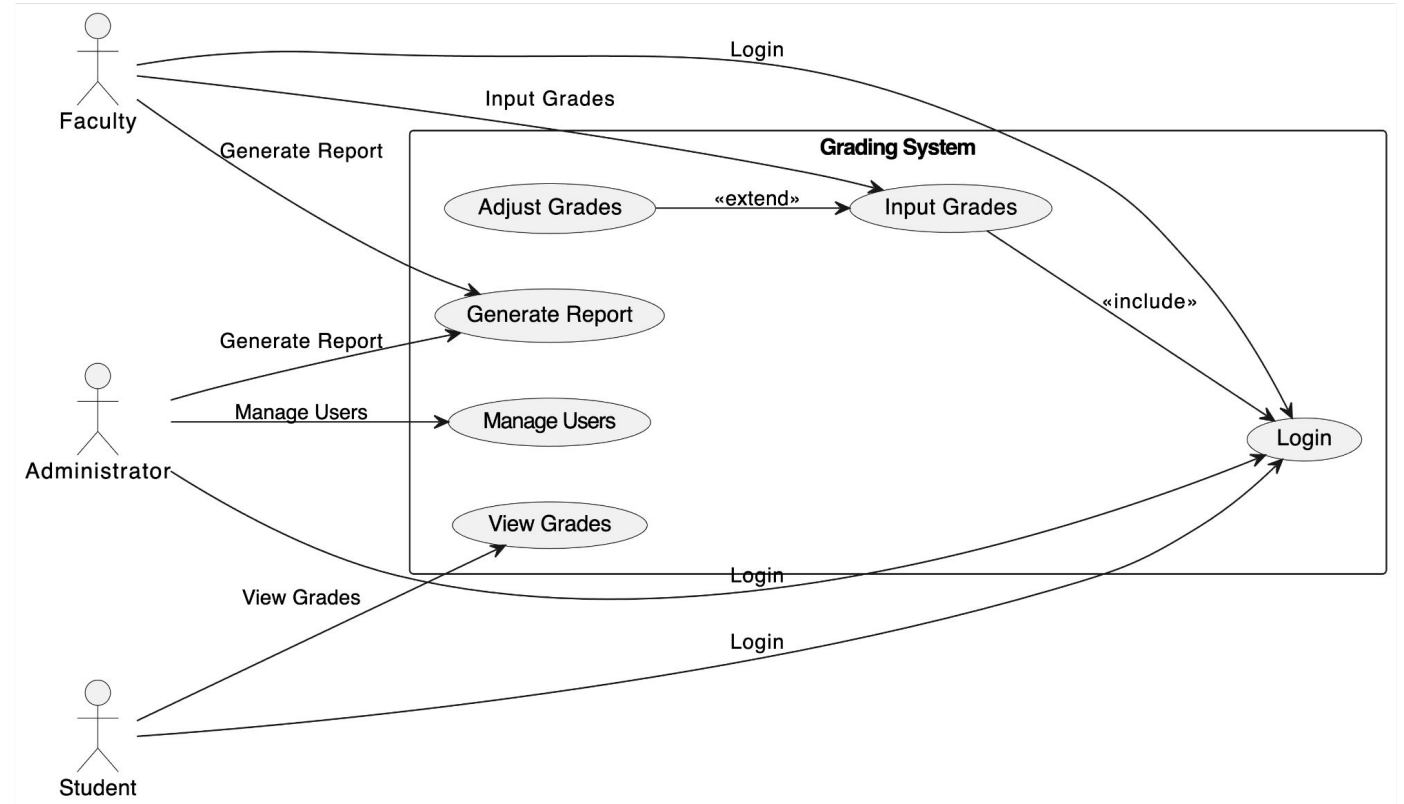 Login
Input Grades
Faculty
Generate Report
Grading System
Adjust Grades
«extend»
Input Grades
«include»
Generate Report
Generate Report
Manage Users
Manage Users
Login
Administrator
View Grades
Login
View Grades
Login
Student